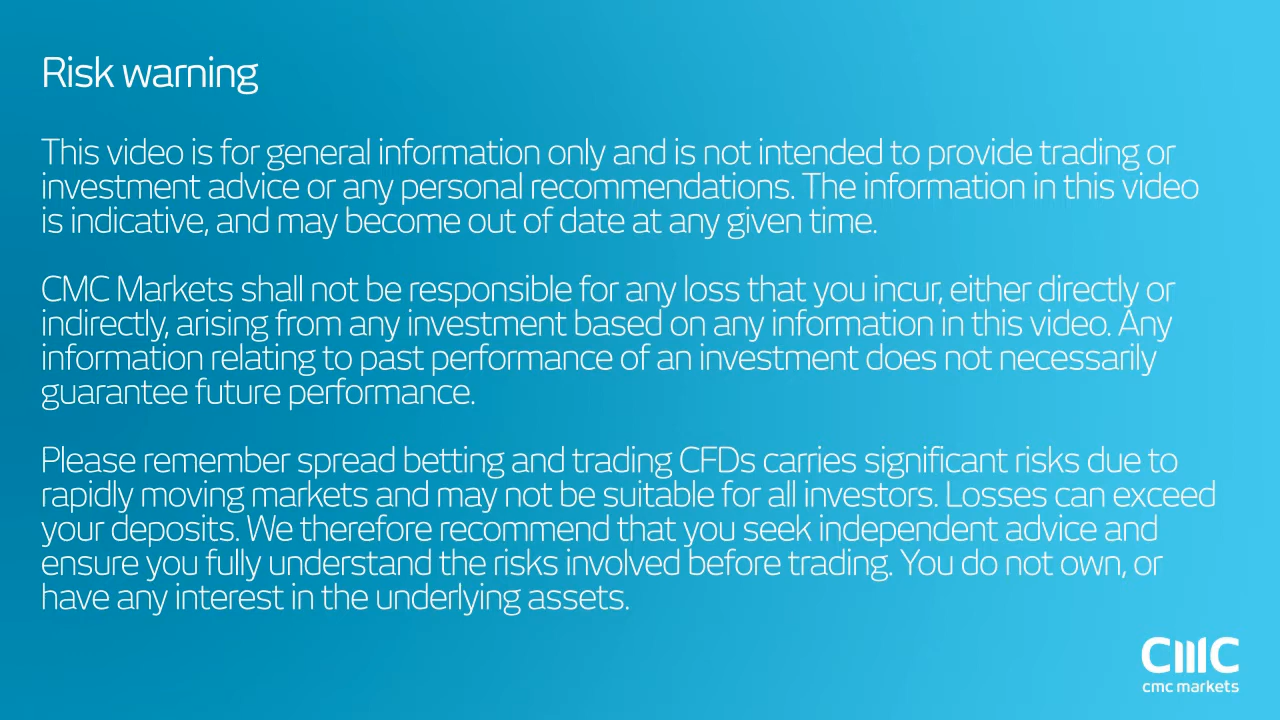 Risk warning
This video is for general information only and is not intended to provide trading or
investment advice or any personal recommendations. The information in this video
is indicative, and may become out of date at any given time.
CMC Markets shall not be responsible for any loss that you incur, either directly or
indirectly, arising from any investment based on any information in this video. Any
information relating to past performance of an investment does not necessarily
guarantee future performance.
Please remember spread betting and trading CFDs carries significant risks due to
rapidly moving markets and may not be suitable for all investors. Losses can exceed
your deposits. We therefore recommend that you seek independent advice and
ensure you fully understand the risks involved before trading. You do not own, or
have any interest in the underlying assets.
CMC
cmc markets